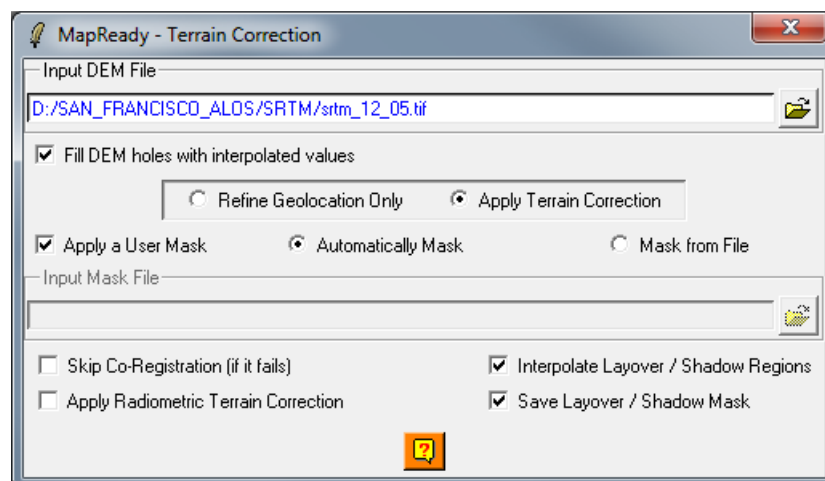 MapReady - Terrain Correction
Input DEM File
D:/SAN_FRANCISCO_ALOS/SRTM/srtm_12_05.tif
Fill DEM holes with interpolated values
Refine Geolocation Only Apply Terrain Correction
Apply a User Mask Automatically Mask Mask from File
Input Mask File
Skip Co-Registration (if it fails) Interpolate Layover / Shadow Regions
Apply Radiometric Terrain Correction Save Layover / Shadow Mask
?